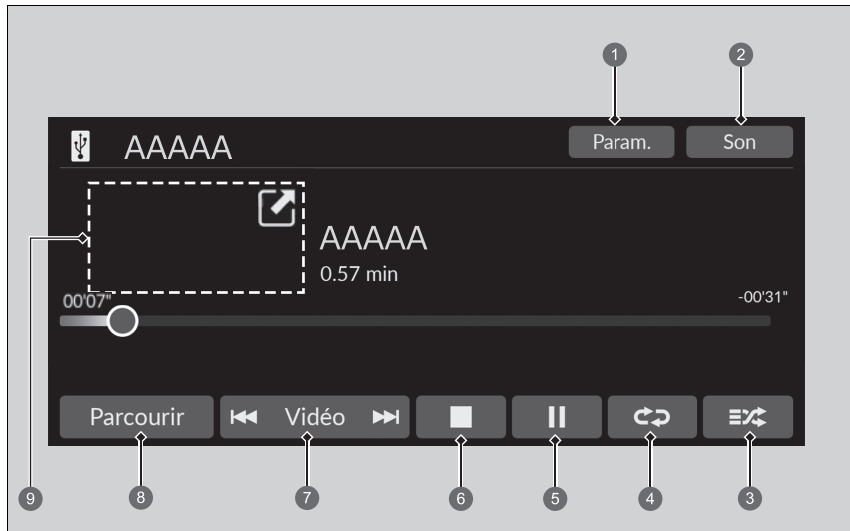 1
2
AAAAA
Param.
Son
AAAAA
0.57 min
00'07"
-00'31"
9
Parcourir
Vidéo
8
7
6
5
4
3